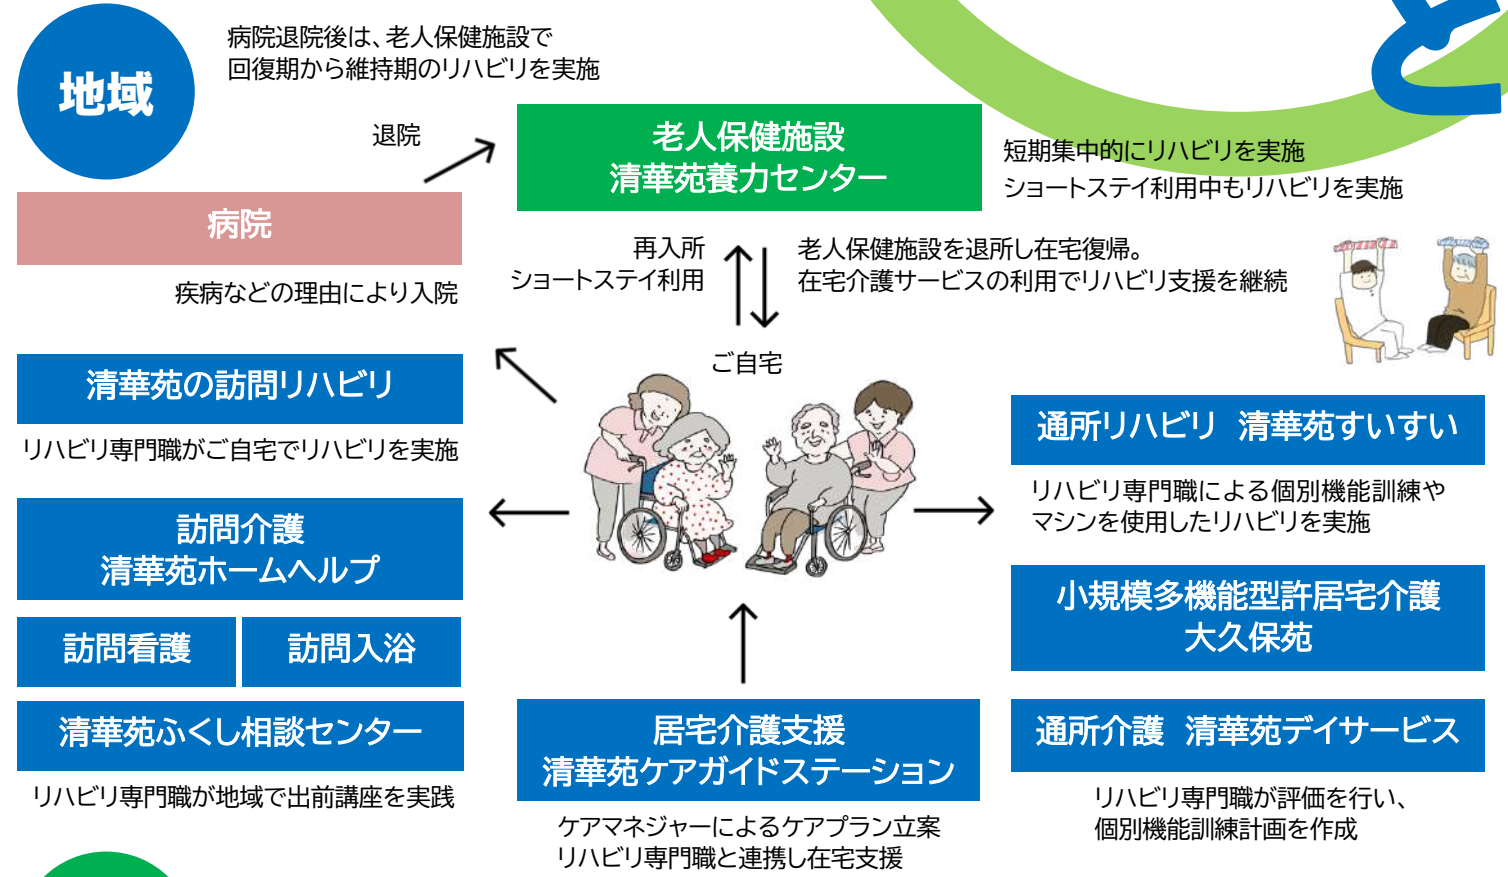 地域
病院退院後は、老人保健施設で
回復期から維持期のリハビリを実施
と
退院
老人保健施設
清華苑養力センター
短期集中的にリハビリを実施
ショートステイ利用中もリハビリを実施
病院
疾病などの理由により入院
再入所
ショートステイ利用
老人保健施設を退所し在宅復帰。
在宅介護サービスの利用でリハビリ支援を継続
ご自宅
清華苑の訪問リハビリ
リハビリ専門職がご自宅でリハビリを実施
訪問介護
清華苑ホームヘルプ
訪問看護
訪問入浴
清華苑ふくし相談センター
リハビリ専門職が地域で出前講座を実践
居宅介護支援
清華苑ケアガイドステーション
ケアマネジャーによるケアプラン立案
リハビリ専門職と連携し在宅支援
通所リハビリ 清華苑すいすい
リハビリ専門職による個別機能訓練や
マシンを使用したリハビリを実施
小規模多機能型許居宅介護
大久保苑
通所介護 清華苑デイサービス
リハビリ専門職が評価を行い、
個別機能訓練計画を作成